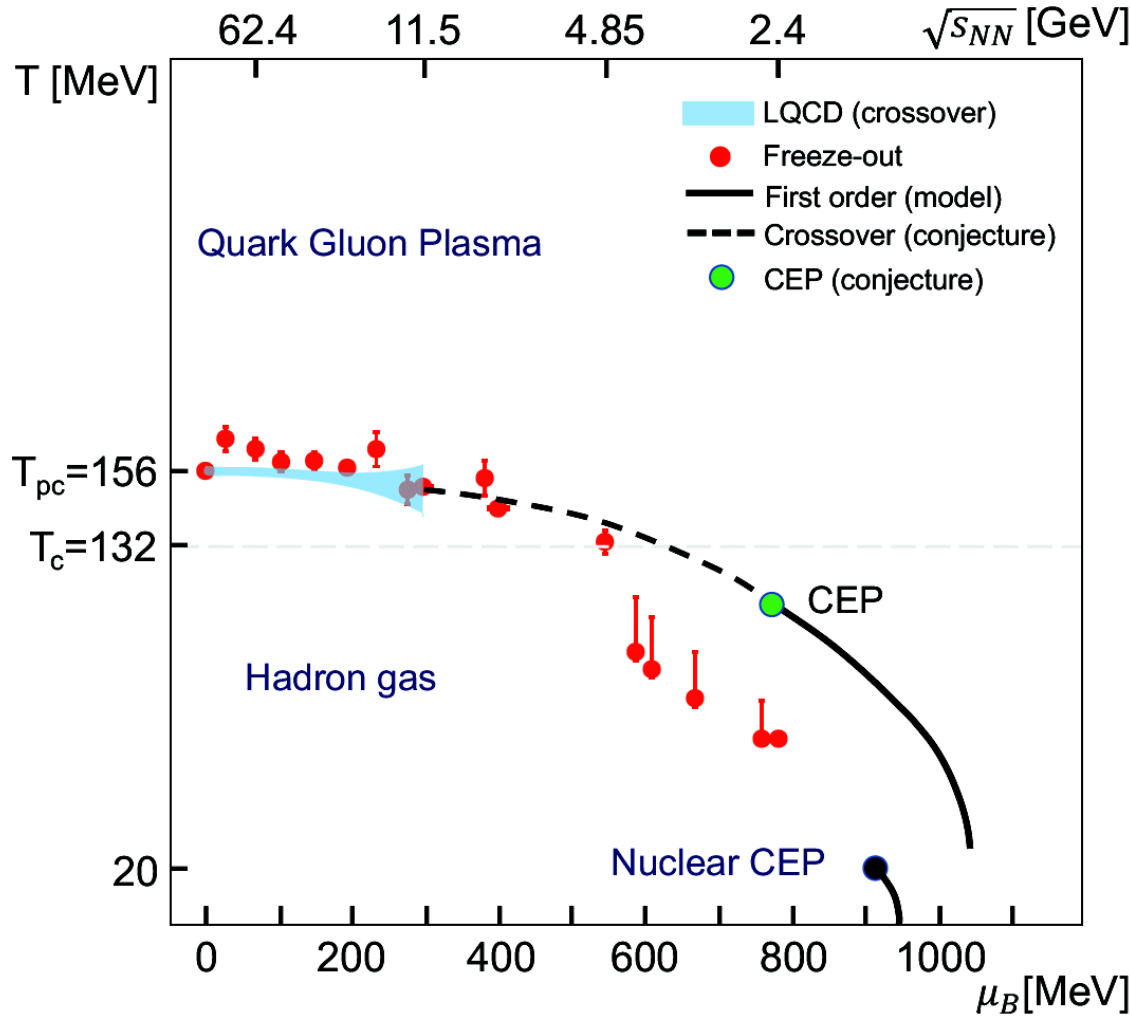 62.4 11.5 4.85 2.4 √s_NN [GeV]
T [MeV]
LQCD (crossover)
Freeze-out
First order (model)
Crossover (conjecture)
CEP (conjecture)
Quark Gluon Plasma
T_pc=156
T_c=132
CEP
Hadron gas
Nuclear CEP
20
0 200 400 600 800 1000
μ_B[MeV]